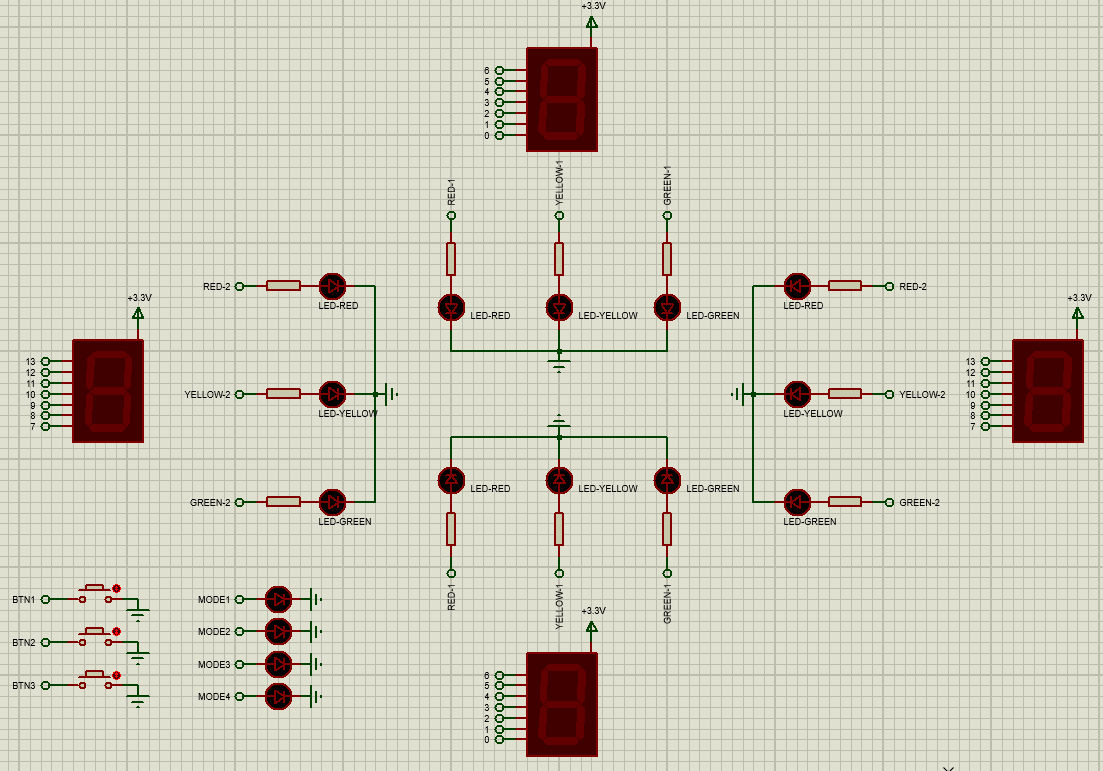 +3.3V
6
5
4
3
2
1
0
RED-1
YELLOW-1
GREEN-1
RED-2
LED-RED
LED-RED
LED-YELLOW
LED-GREEN
LED-RED
RED-2
+3.3V
13
12
11
10
9
8
7
YELLOW-2
LED-YELLOW
LED-YELLOW
YELLOW-2
+3.3V
13
12
11
10
9
8
7
GREEN-2
LED-GREEN
LED-RED
LED-YELLOW
LED-GREEN
LED-GREEN
GREEN-2
RED-1
YELLOW-1
GREEN-1
BTN1
BTN2
BTN3
MODE1
MODE2
MODE3
MODE4
+3.3V
6
5
4
3
2
1
0